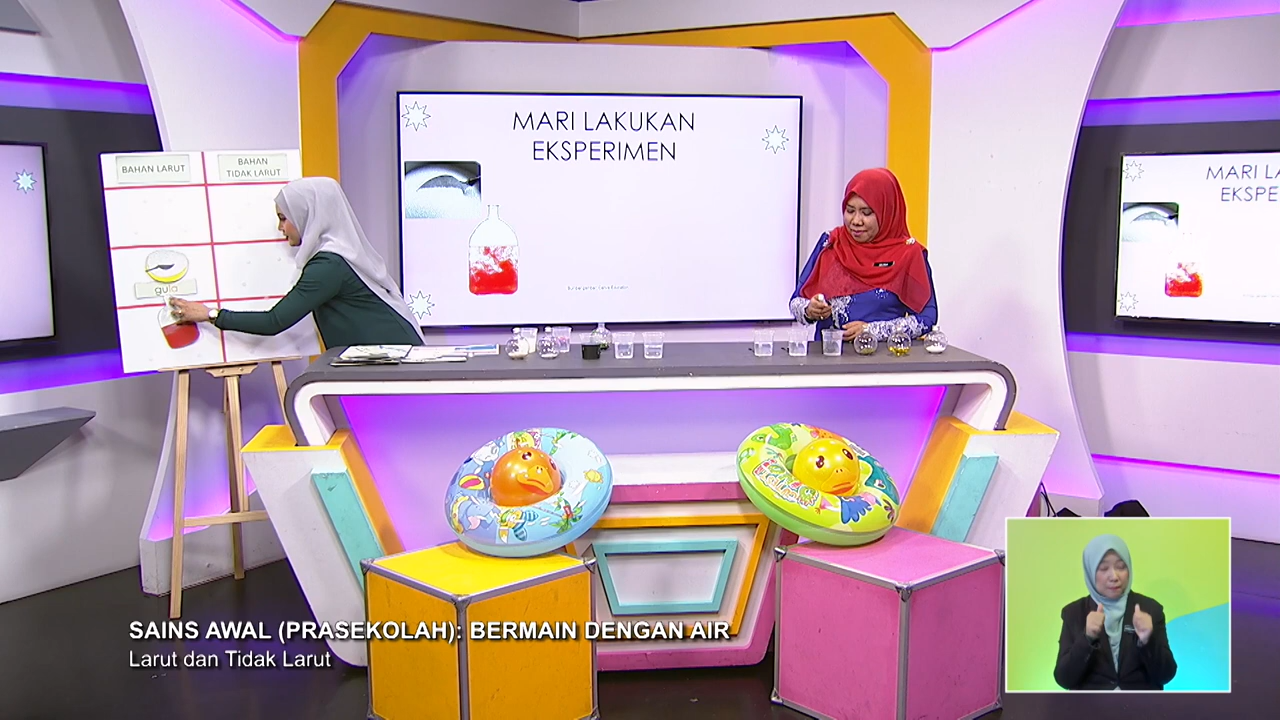 MARI LAKUKAN
EKSPERIMEN
BAHAN LARUT
BAHAN
TIDAK LARUT
gula
MARI LA
EKSPE
SAINS AWAL (PRASEKOLAH): BERMAIN DENGAN AIR
Larut dan Tidak Larut